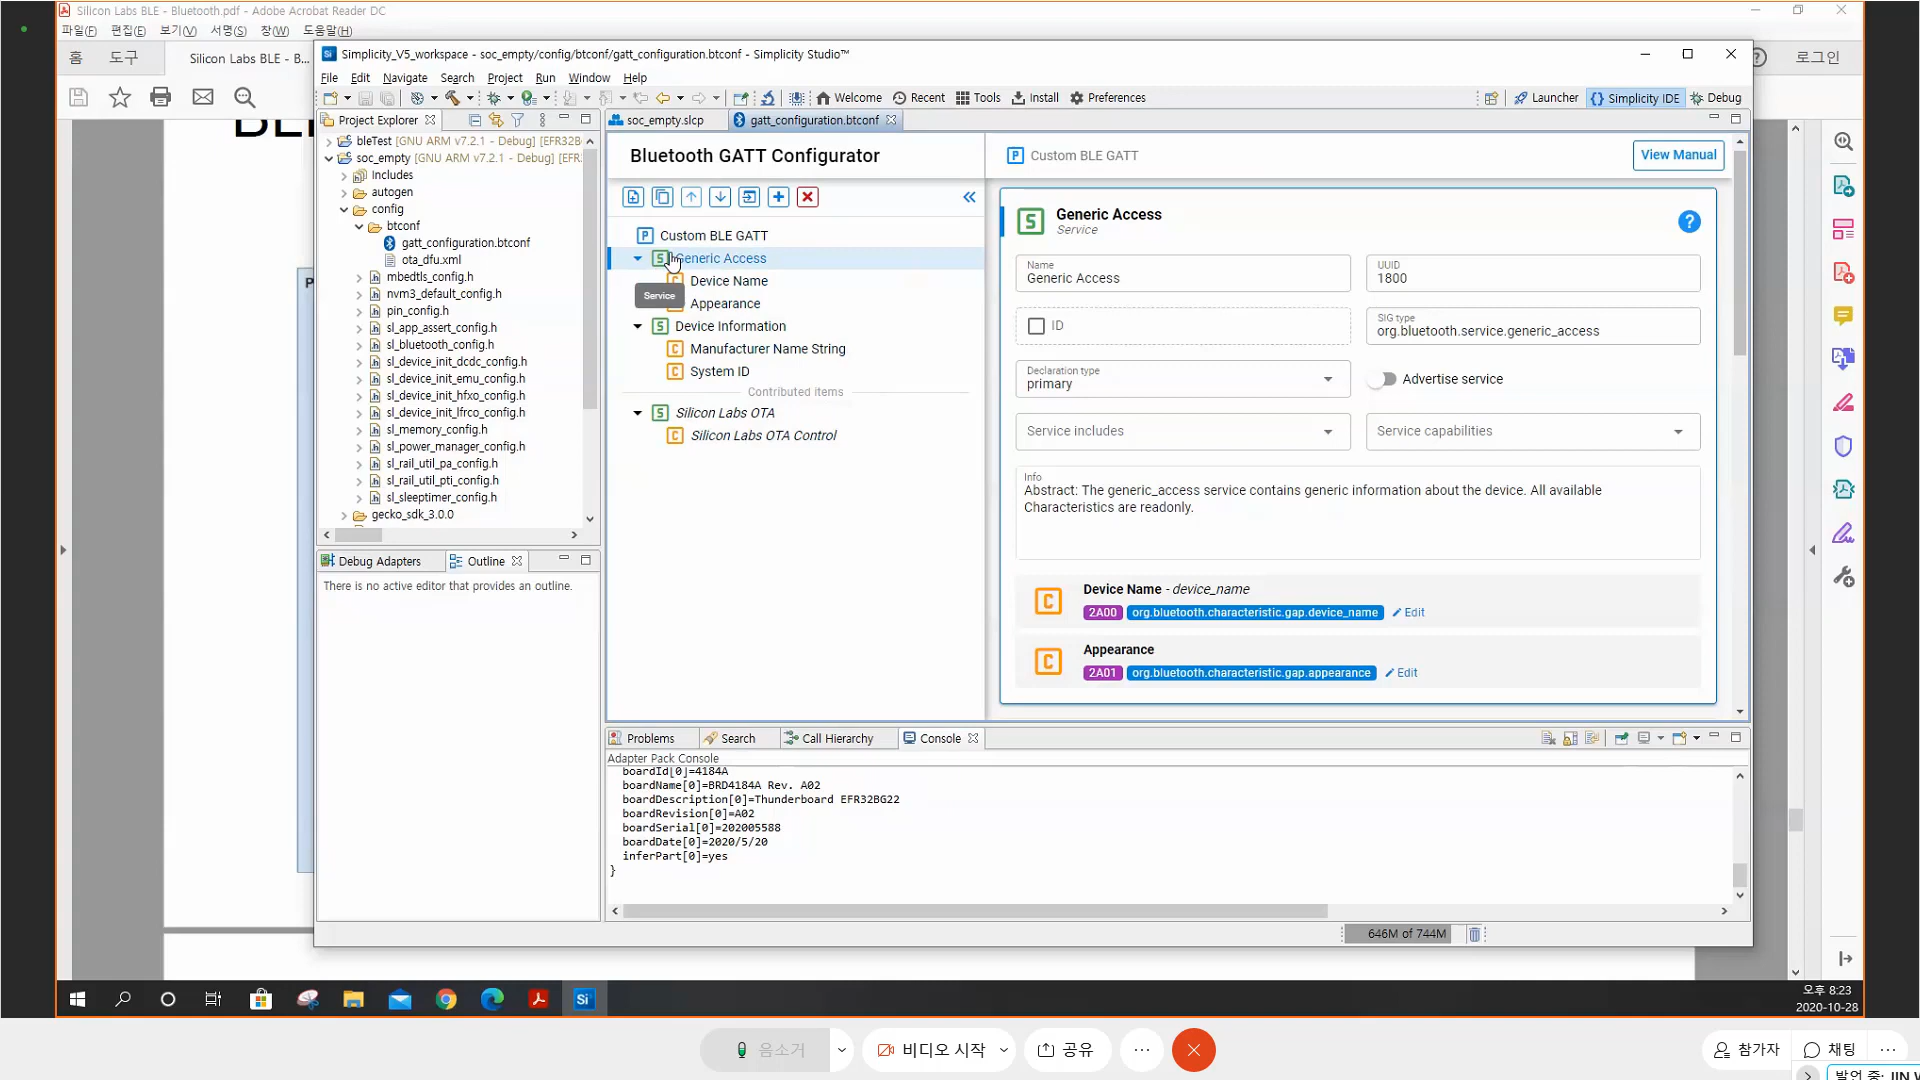 Silicon Labs BLE - Bluetooth.pdf - Adobe Acrobat Reader DC
파일(F) 편집(E) 보기(V) 서명(S) 창(W) 도움말(H)
홈 도구 Silicon Labs BLE - B... 로그인
Simplicity_V5_workspace - soc_empty/config/btconf/gatt_configuration.btconf - Simplicity Studio™
File Edit Navigate Search Project Run Window Help
Welcome Recent Tools Install Preferences Launcher Simplicity IDE Debug
Project Explorer
bleTest [GNU ARM v7.2.1 - Debug] [EFR32B
soc_empty [GNU ARM v7.2.1 - Debug] [EFR
Includes
autogen
config
btconf
gatt_configuration.btconf
ota_dfu.xml
mbedtls_config.h
nvm3_default_config.h
pin_config.h
sl_app_assert_config.h
sl_bluetooth_config.h
sl_device_init_dcdc_config.h
sl_device_init_emu_config.h
sl_device_init_hfxo_config.h
sl_device_init_lfrco_config.h
sl_memory_config.h
sl_power_manager_config.h
sl_rail_util_pa_config.h
sl_rail_util_pti_config.h
sl_sleeptimer_config.h
gecko_sdk_3.0.0
Debug Adapters Outline
There is no active editor that provides an outline.
soc_empty.slcp gatt_configuration.btconf
Bluetooth GATT Configurator
P Custom BLE GATT
S Generic Access
C Device Name
Service
Appearance
S Device Information
C Manufacturer Name String
C System ID
Contributed items
S Silicon Labs OTA
C Silicon Labs OTA Control
P Custom BLE GATT View Manual
S Generic Access
Service
Name
Generic Access
UUID
1800
ID
SIG type
org.bluetooth.service.generic_access
Declaration type
primary
Advertise service
Service includes
Service capabilities
Info
Abstract: The generic_access service contains generic information about the device. All available
Characteristics are readonly.
C Device Name - device_name
2A00 org.bluetooth.characteristic.gap.device_name Edit
C Appearance
2A01 org.bluetooth.characteristic.gap.appearance Edit
Problems Search Call Hierarchy Console
Adapter Pack Console
boardId[0]=4184A
boardName[0]=BRD4184A Rev. A02
boardDescription[0]=Thunderboard EFR32BG22
boardRevision[0]=A02
boardSerial[0]=202005588
boardDate[0]=2020/5/20
inferPart[0]=yes
}
646M of 744M
오후 8:23
2020-10-28
음소거 비디오 시작 공유 참가자 채팅